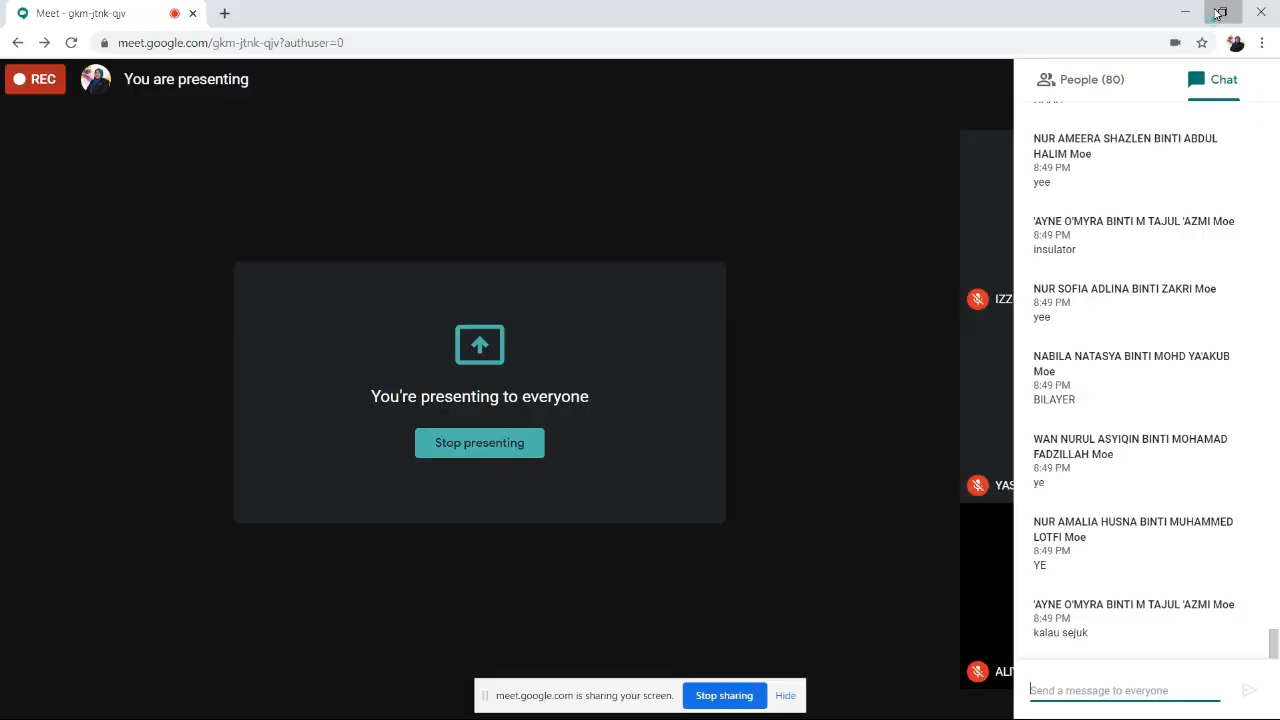 Meet - gkm-jtnk-qjv
meet.google.com/gkm-jtnk-qjv?authuser=0
REC
You are presenting
People (80)
Chat
NUR AMEERA SHAZLEN BINTI ABDUL
HALIM Moe
8:49 PM
yee
'AYNE O'MYRA BINTI M TAJUL 'AZMI Moe
8:49 PM
insulator
NUR SOFIA ADLINA BINTI ZAKRI Moe
8:49 PM
yee
NABILA NATASYA BINTI MOHD YA'AKUB
Moe
8:49 PM
BILAYER
WAN NURUL ASYIQIN BINTI MOHAMAD
FADZILLAH Moe
8:49 PM
ye
NUR AMALIA HUSNA BINTI MUHAMMED
LOTFI Moe
8:49 PM
YE
'AYNE O'MYRA BINTI M TAJUL 'AZMI Moe
8:49 PM
kalau sejuk
Send a message to everyone
IZZ
YAS
ALI
You're presenting to everyone
Stop presenting
meet.google.com is sharing your screen.
Stop sharing
Hide